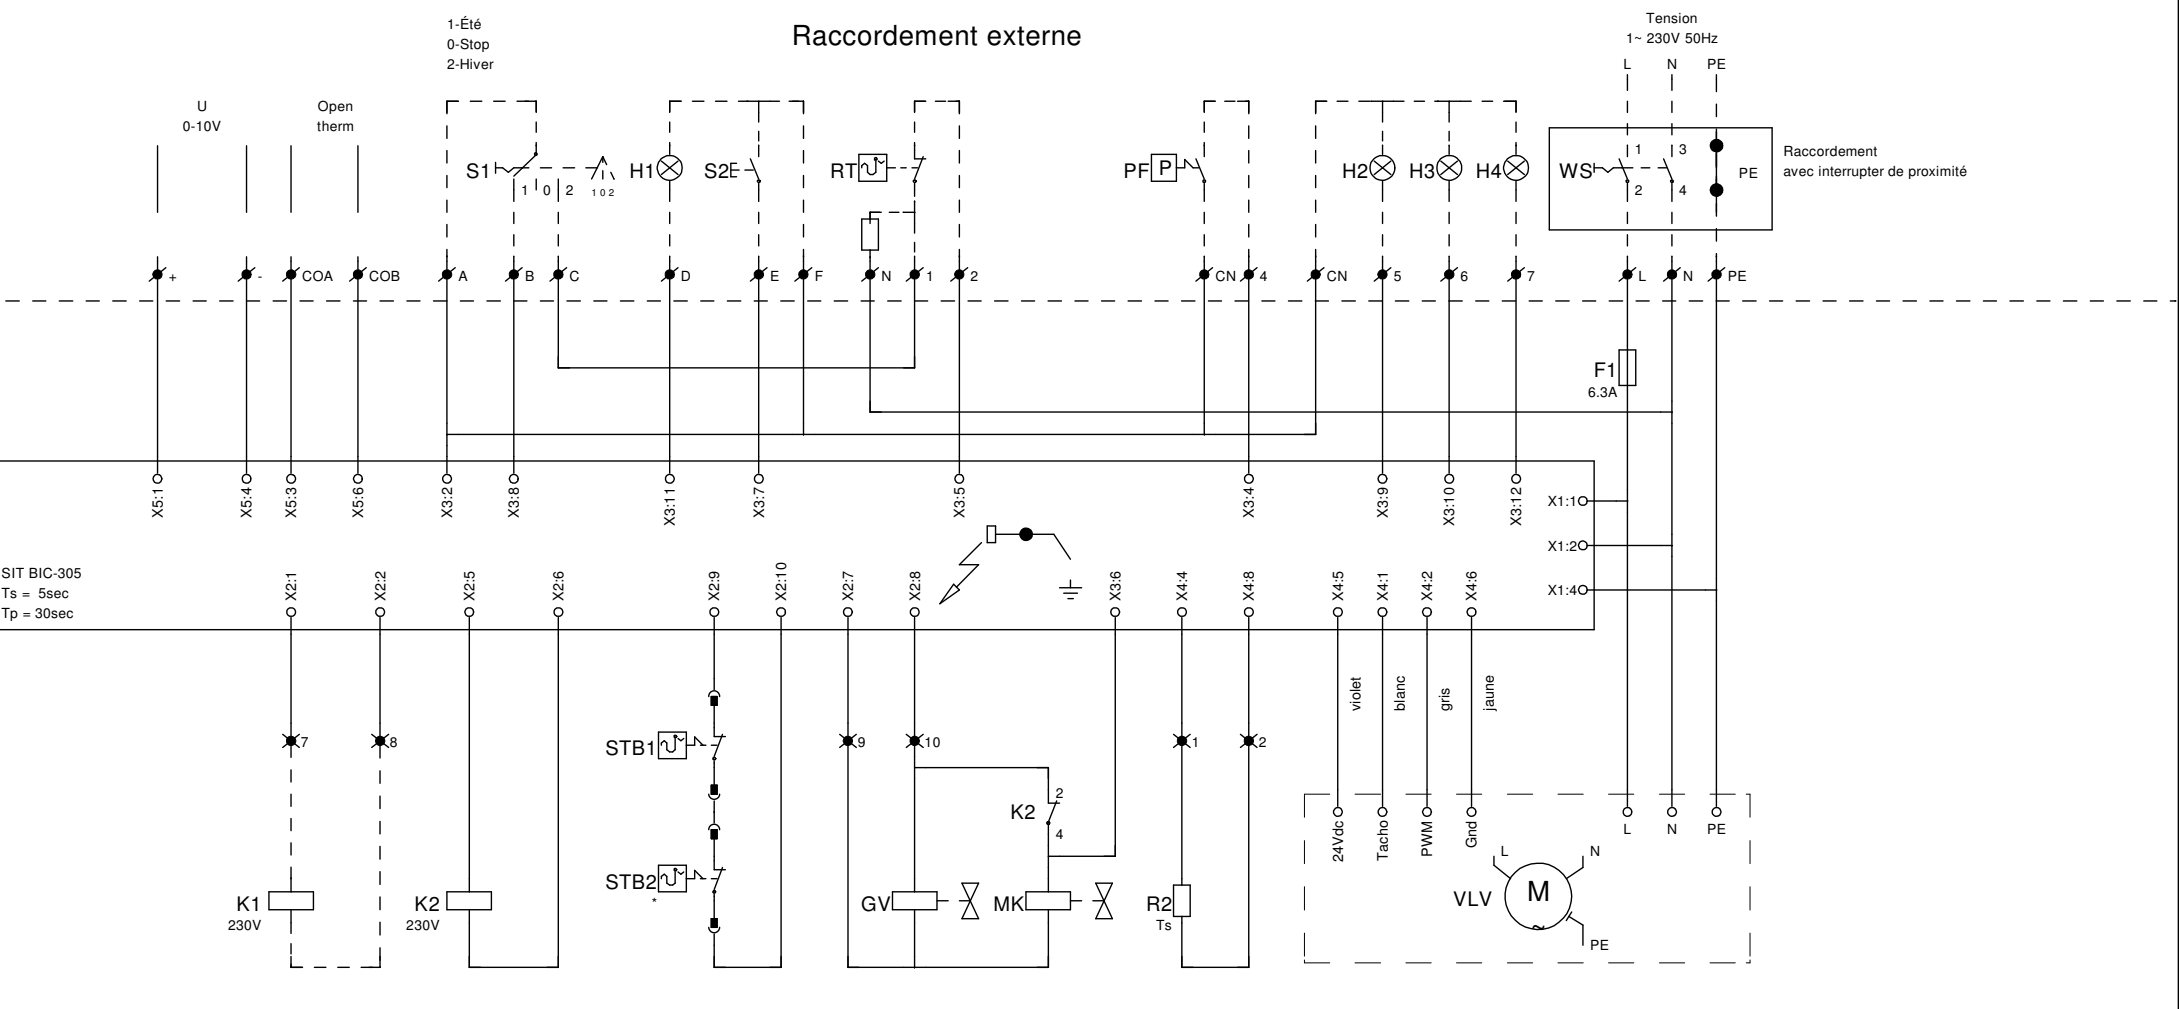 Raccordement externe
1-Été
0-Stop
2-Hiver
Tension
1~ 230V 50Hz
L N PE
U
0-10V
Open
therm
S1
1 0 2
1 0 2
H1
S2
RT
PF P
H2 H3 H4
WS
1 3
2 4
PE
Raccordement
avec interrupter de proximité
+ - COA COB A B C D E F N 1 2 CN 4 CN 5 6 7 L N PE
F1
6.3A
X5:1 X5:4 X5:3 X5:6 X3:2 X3:8 X3:11 X3:7 X3:5 X3:4 X3:9 X3:10 X3:12
X1:1
X1:2
X1:4
SIT BIC-305
Ts = 5sec
Tp = 30sec
X2:1 X2:2 X2:5 X2:6 X2:9 X2:10 X2:7 X2:8 X3:6 X4:4 X4:8 X4:5 X4:1 X4:2 X4:6
violet blanc gris jaune
7 8 9 10 1 2
STB1
K2
2
4
STB2
*
K1
230V
K2
230V
GV
MK
R2
Ts
24Vdc Tacho PWM Gnd L N PE
L N
VLV
M
PE